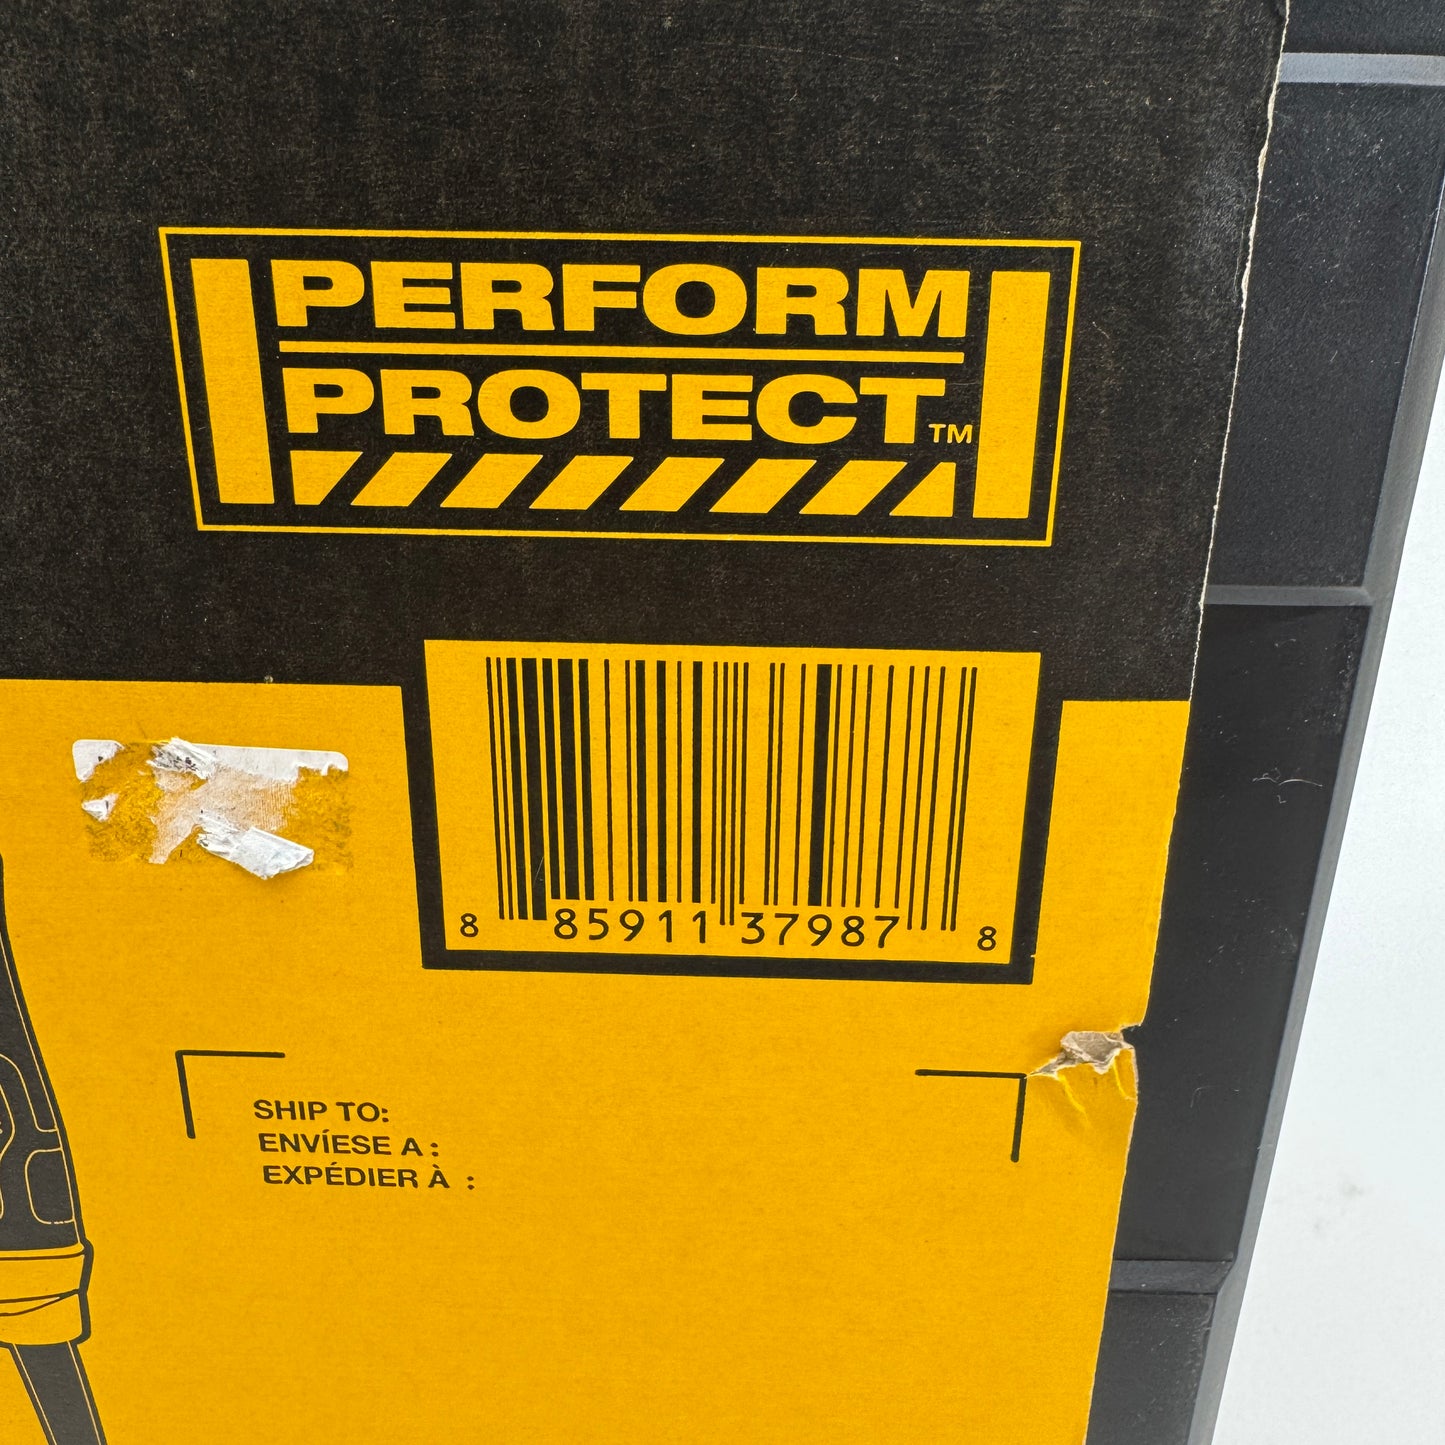 PERFORM
PROTECT™
8 85911 37987 8
SHIP TO:
ENVÍESE A :
EXPÉDIER À :